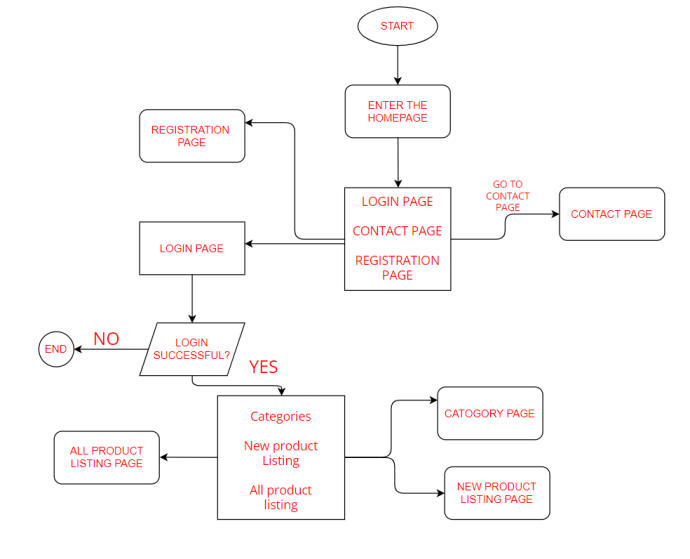 START
ENTER THE
HOMEPAGE
REGISTRATION
PAGE
LOGIN PAGE
CONTACT PAGE
REGISTRATION
PAGE
GO TO
CONTACT
PAGE
CONTACT PAGE
LOGIN PAGE
LOGIN
SUCCESSFUL?
NO
END
YES
Categories
New product
Listing
All product
listing
CATOGORY PAGE
ALL PRODUCT
LISTING PAGE
NEW PRODUCT
LISTING PAGE